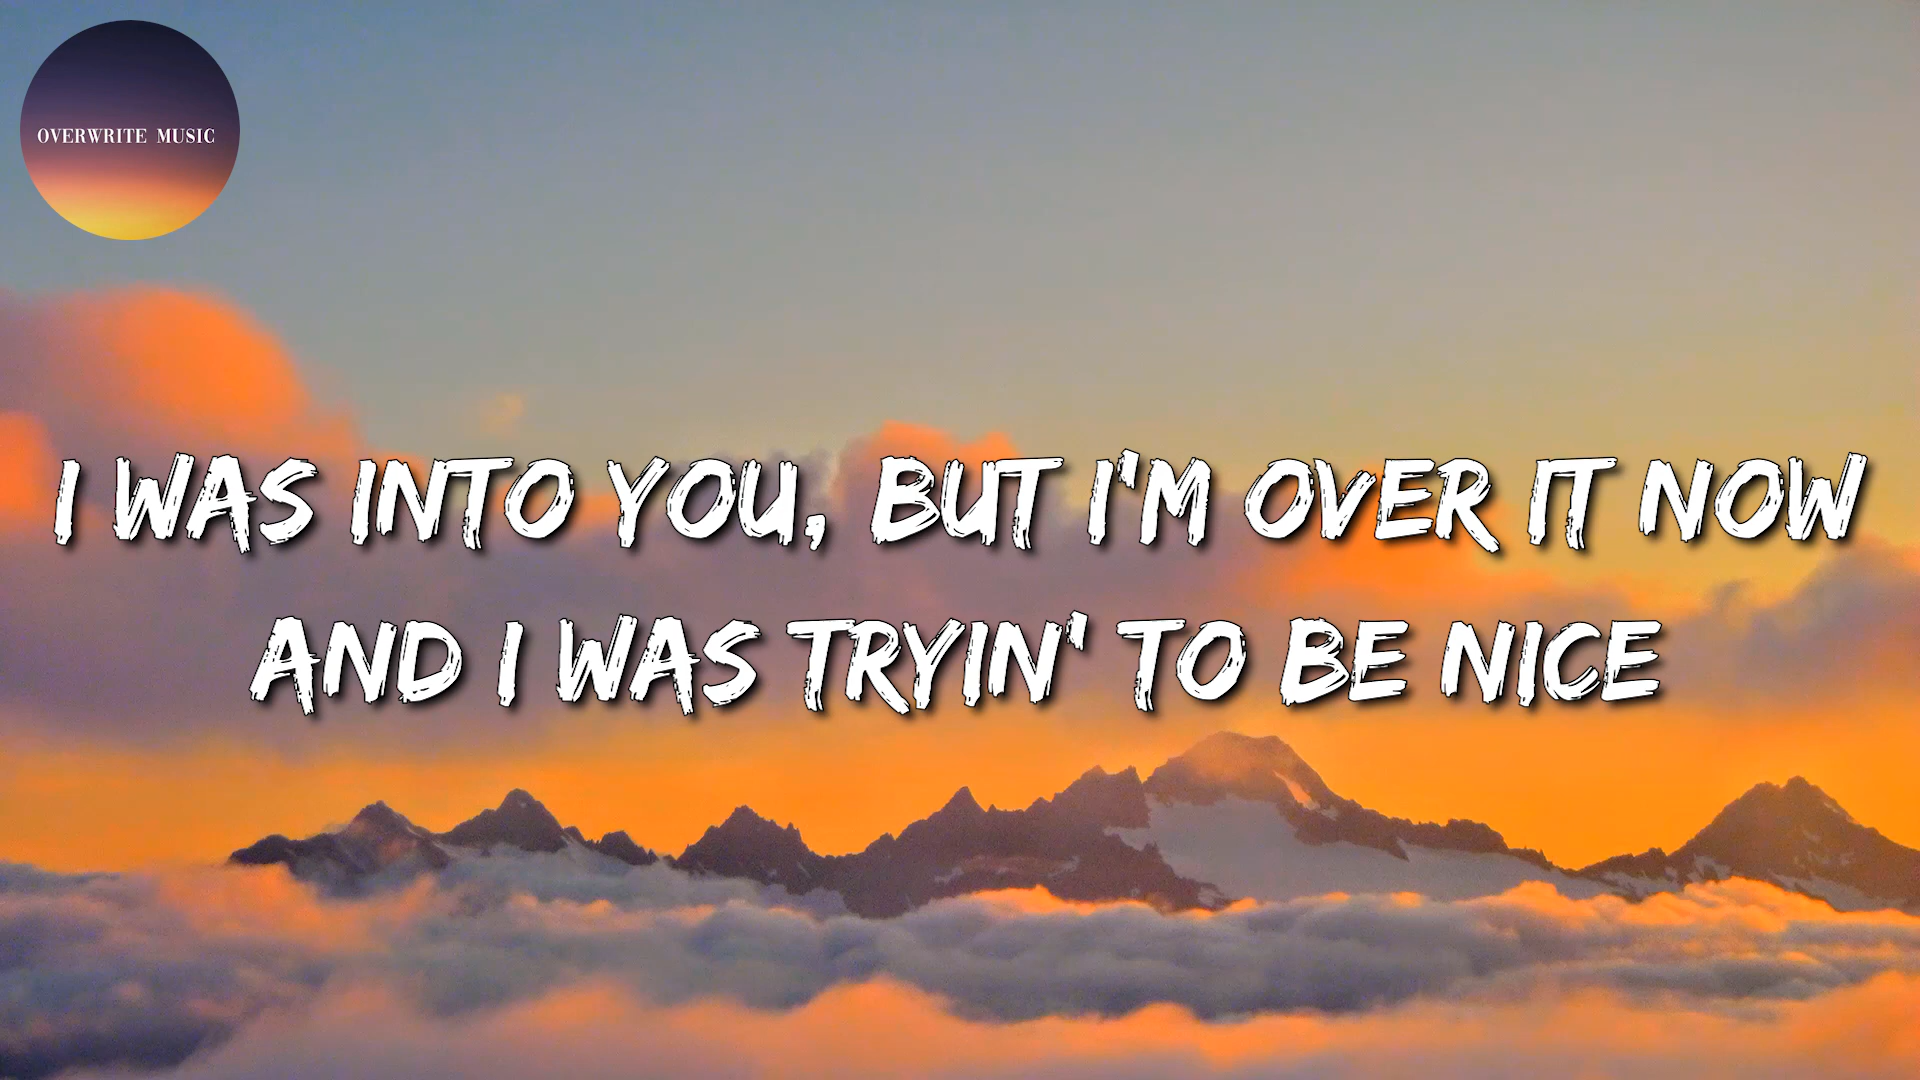 OVERWRITE MUSIC
I WAS INTO YOU, BUT I'M OVER IT NOW
AND I WAS TRYIN' TO BE NICE